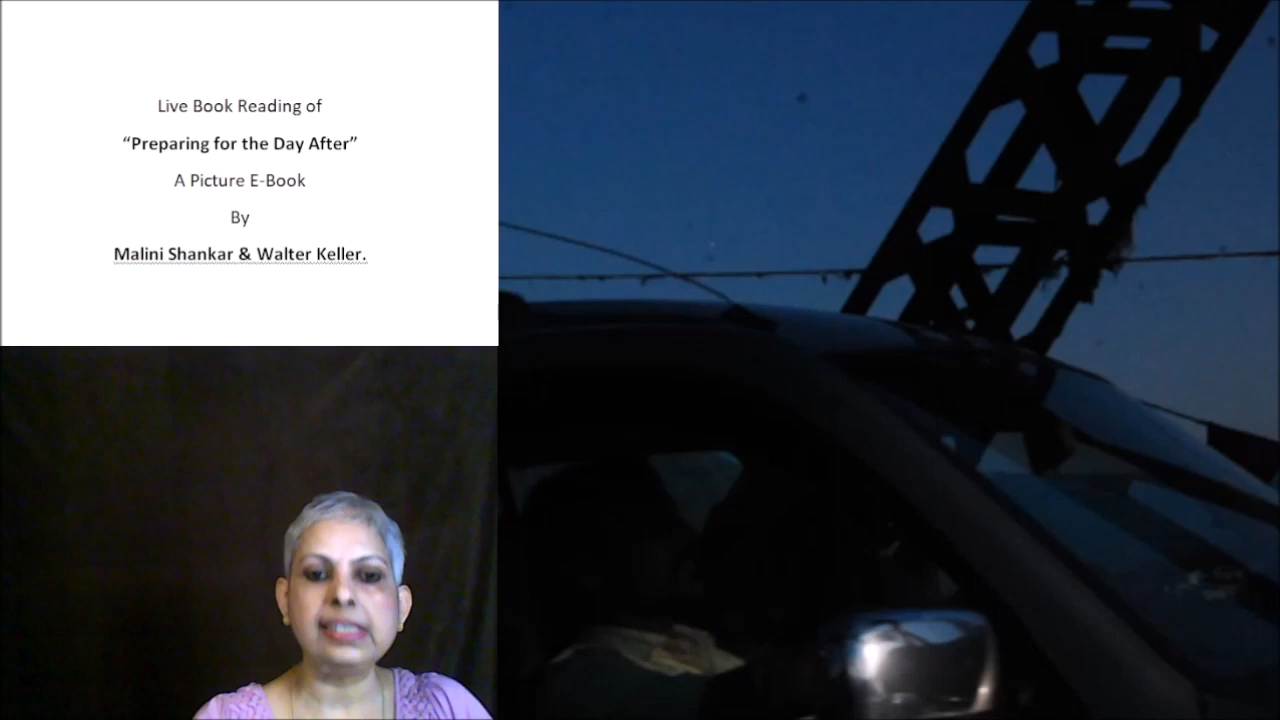 Live Book Reading of
“Preparing for the Day After”
A Picture E-Book
By
Malini Shankar & Walter Keller.